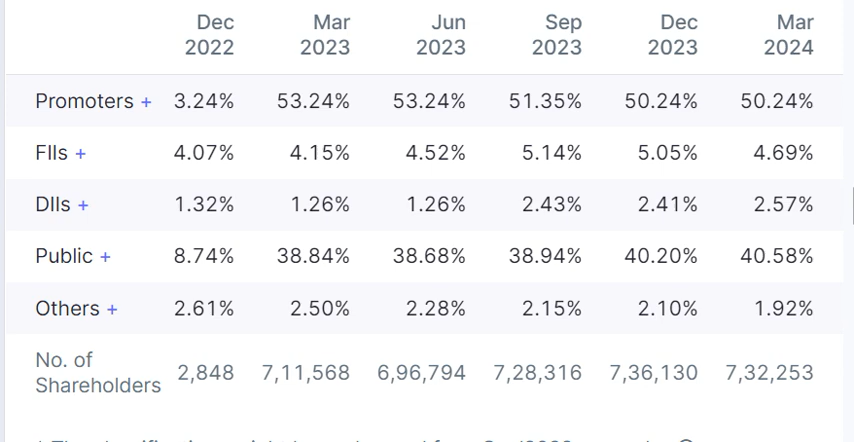 Dec Mar Jun Sep Dec Mar
2022 2023 2023 2023 2023 2024
Promoters + 3.24% 53.24% 53.24% 51.35% 50.24% 50.24%
FIIs + 4.07% 4.15% 4.52% 5.14% 5.05% 4.69%
DIIs + 1.32% 1.26% 1.26% 2.43% 2.41% 2.57%
Public + 8.74% 38.84% 38.68% 38.94% 40.20% 40.58%
Others + 2.61% 2.50% 2.28% 2.15% 2.10% 1.92%
No. of
Shareholders 2,848 7,11,568 6,96,794 7,28,316 7,36,130 7,32,253